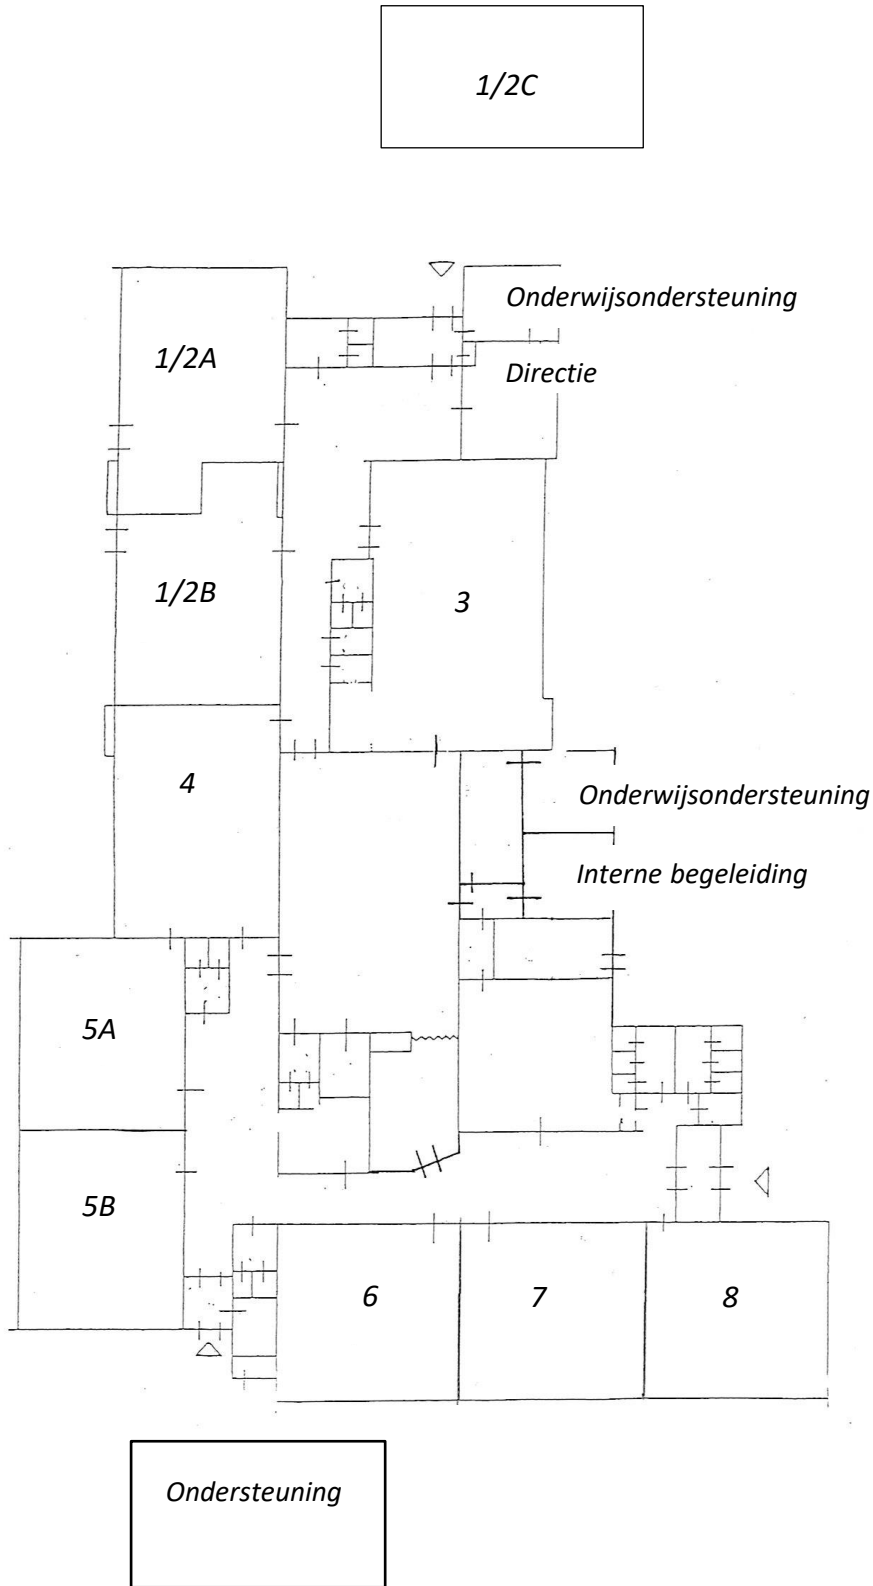 1/2C
Onderwijsondersteuning
1/2A
Directie
1/2B
3
4
Onderwijsondersteuning
Interne begeleiding
5A
5B
6
7
8
Ondersteuning